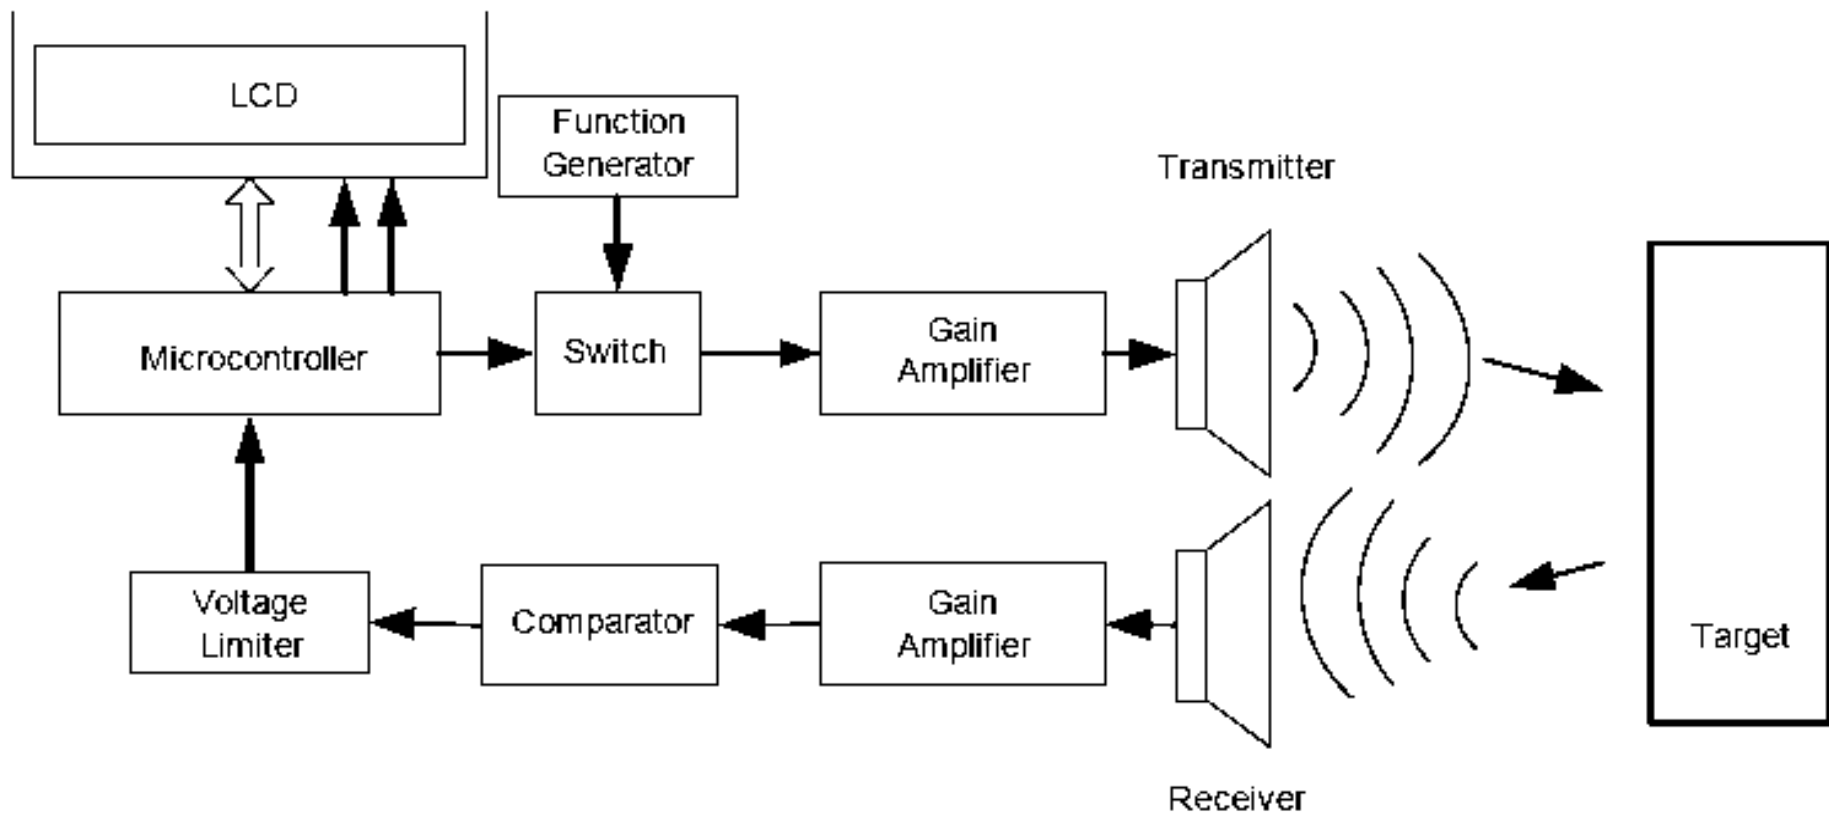 LCD
Function
Generator
Transmitter
Microcontroller
Switch
Gain
Amplifier
Voltage
Limiter
Comparator
Gain
Amplifier
Target
Receiver